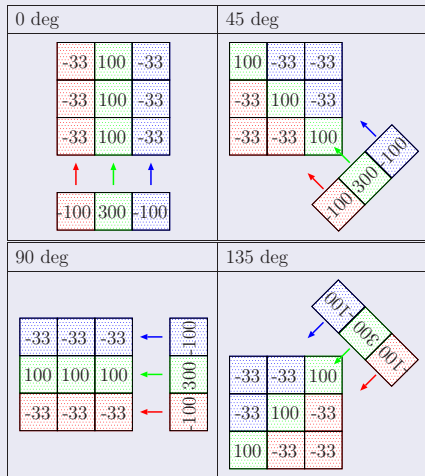 0 deg
-33 100 -33
-33 100 -33
-33 100 -33
-100 300 -100
45 deg
100 -33 -33
-33 100 -33
-33 -33 100
-100 300 -100
90 deg
-33 -33 -33
100 100 100
-33 -33 -33
-100 300 -100
135 deg
-100 300 -100
-33 -33 100
-33 100 -33
100 -33 -33